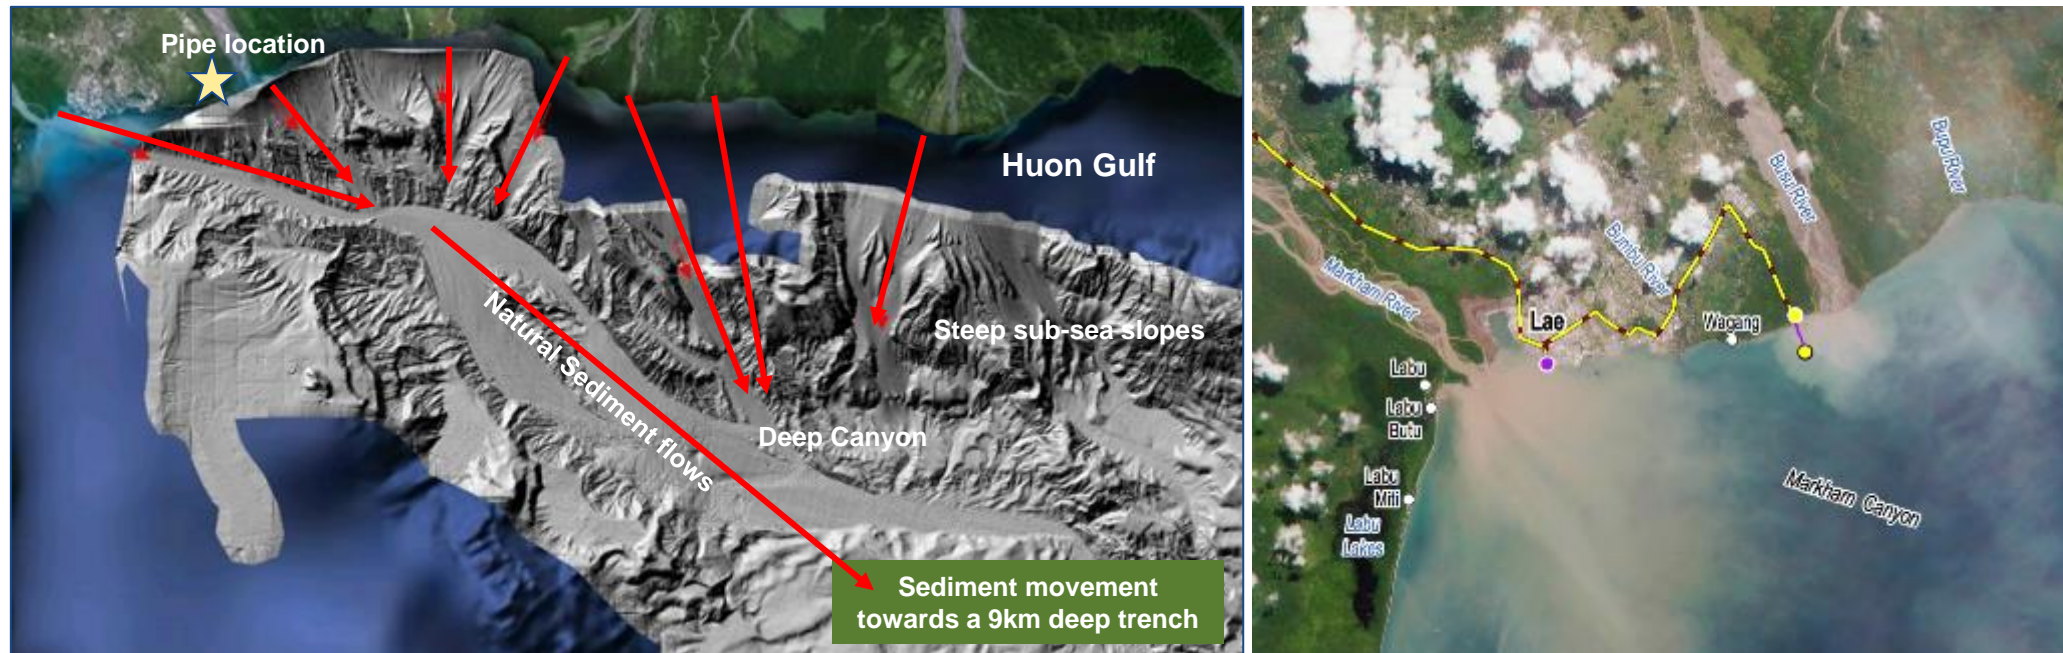 Pipe location
Huon Gulf
Steep sub-sea slopes
Natural Sediment flows
Deep Canyon
Sediment movement
towards a 9km deep trench
Bupu River
Busu River
Bumbu River
Markham River
Lae
Wagang
Labu
Labu
Butu
Labu
Miti
Labu
Lakes
Markham Canyon